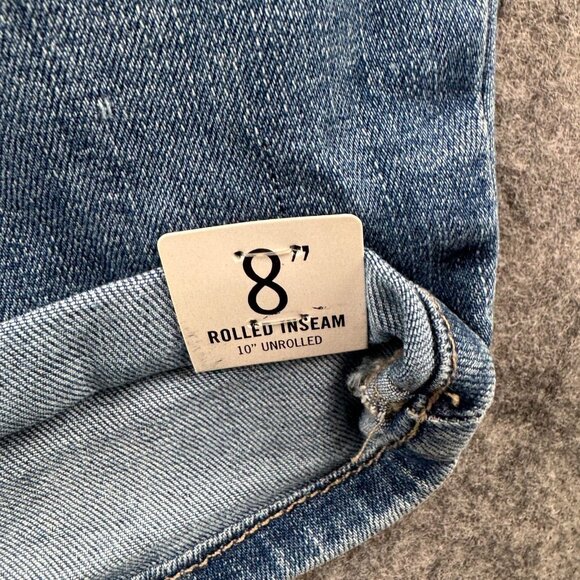 8"
ROLLED INSEAM
10" UNROLLED